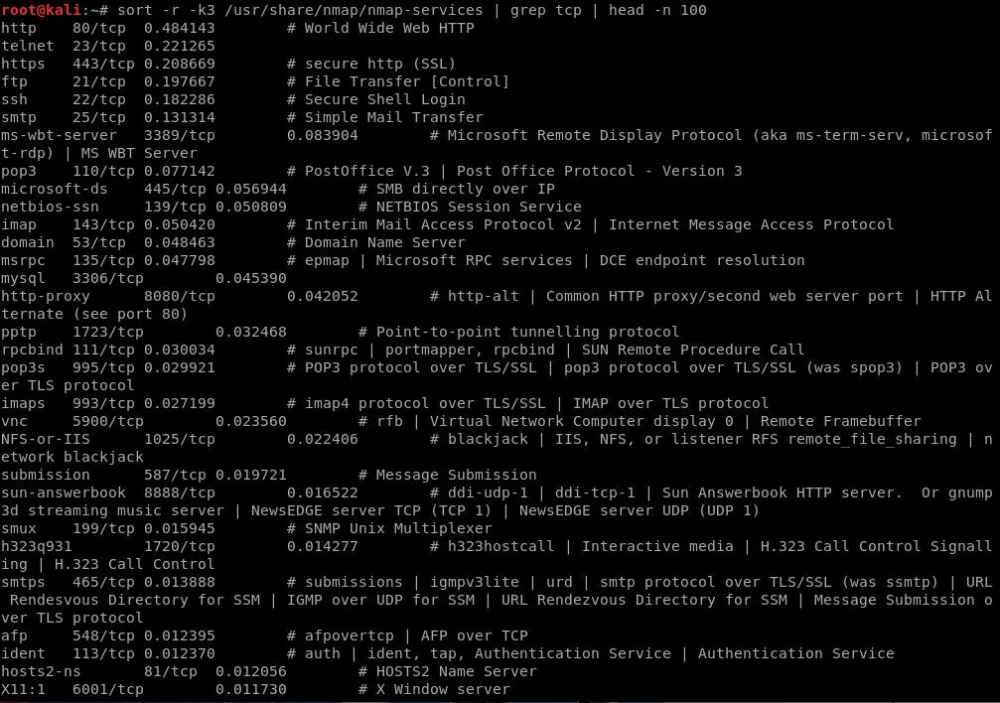 root@kali:~# sort -r -k3 /usr/share/nmap/nmap-services | grep tcp | head -n 100
http    80/tcp  0.484143        # World Wide Web HTTP
telnet  23/tcp  0.221265
https   443/tcp 0.208669        # secure http (SSL)
ftp     21/tcp  0.197667        # File Transfer [Control]
ssh     22/tcp  0.182286        # Secure Shell Login
smtp    25/tcp  0.131314        # Simple Mail Transfer
ms-wbt-server   3389/tcp        0.083904        # Microsoft Remote Display Protocol (aka ms-term-serv, microsof
t-rdp) | MS WBT Server
pop3    110/tcp 0.077142        # PostOffice V.3 | Post Office Protocol - Version 3
microsoft-ds    445/tcp 0.056944        # SMB directly over IP
netbios-ssn     139/tcp 0.050809        # NETBIOS Session Service
imap    143/tcp 0.050420        # Interim Mail Access Protocol v2 | Internet Message Access Protocol
domain  53/tcp  0.048463        # Domain Name Server
msrpc   135/tcp 0.047798        # epmap | Microsoft RPC services | DCE endpoint resolution
mysql   3306/tcp        0.045390
http-proxy      8080/tcp        0.042052        # http-alt | Common HTTP proxy/second web server port | HTTP Al
ternate (see port 80)
pptp    1723/tcp        0.032468        # Point-to-point tunnelling protocol
rpcbind 111/tcp 0.030034        # sunrpc | portmapper, rpcbind | SUN Remote Procedure Call
pop3s   995/tcp 0.029921        # POP3 protocol over TLS/SSL | pop3 protocol over TLS/SSL (was spop3) | POP3 ov
er TLS protocol
imaps   993/tcp 0.027199        # imap4 protocol over TLS/SSL | IMAP over TLS protocol
vnc     5900/tcp        0.023560        # rfb | Virtual Network Computer display 0 | Remote Framebuffer
NFS-or-IIS      1025/tcp        0.022406        # blackjack | IIS, NFS, or listener RFS remote_file_sharing | n
etwork blackjack
submission      587/tcp 0.019721        # Message Submission
sun-answerbook  8888/tcp        0.016522        # ddi-udp-1 | ddi-tcp-1 | Sun Answerbook HTTP server.  Or gnump
3d streaming music server | NewsEDGE server TCP (TCP 1) | NewsEDGE server UDP (UDP 1)
smux    199/tcp 0.015945        # SNMP Unix Multiplexer
h323q931        1720/tcp        0.014277        # h323hostcall | Interactive media | H.323 Call Control Signall
ing | H.323 Call Control
smtps   465/tcp 0.013888        # submissions | igmpv3lite | urd | smtp protocol over TLS/SSL (was ssmtp) | URL
 Rendesvous Directory for SSM | IGMP over UDP for SSM | URL Rendezvous Directory for SSM | Message Submission o
ver TLS protocol
afp     548/tcp 0.012395        # afpovertcp | AFP over TCP
ident   113/tcp 0.012370        # auth | ident, tap, Authentication Service | Authentication Service
hosts2-ns       81/tcp  0.012056        # HOSTS2 Name Server
X11:1   6001/tcp        0.011730        # X Window server